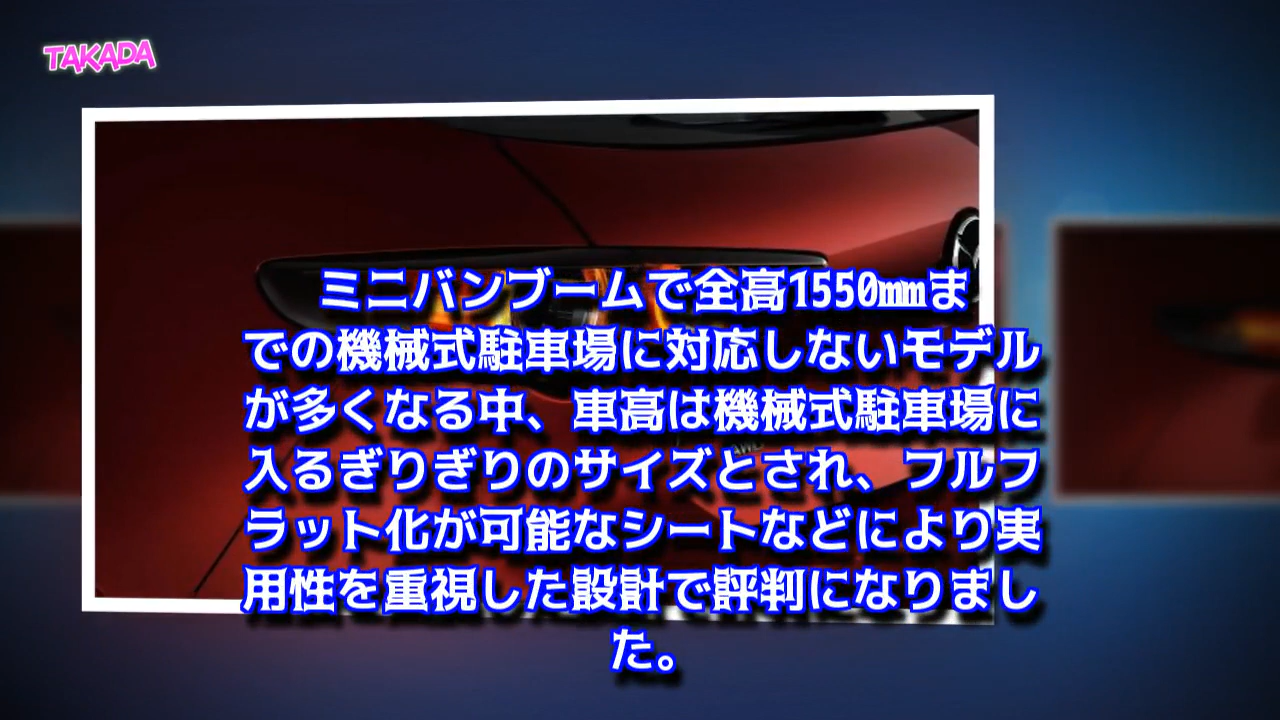 TAKADA
ミニバンブームで全高1550mmま
での機械式駐車場に対応しないモデル
が多くなる中、車高は機械式駐車場に
入るぎりぎりのサイズとされ、フルフ
ラット化が可能なシートなどにより実
用性を重視した設計で評判になりまし
た。